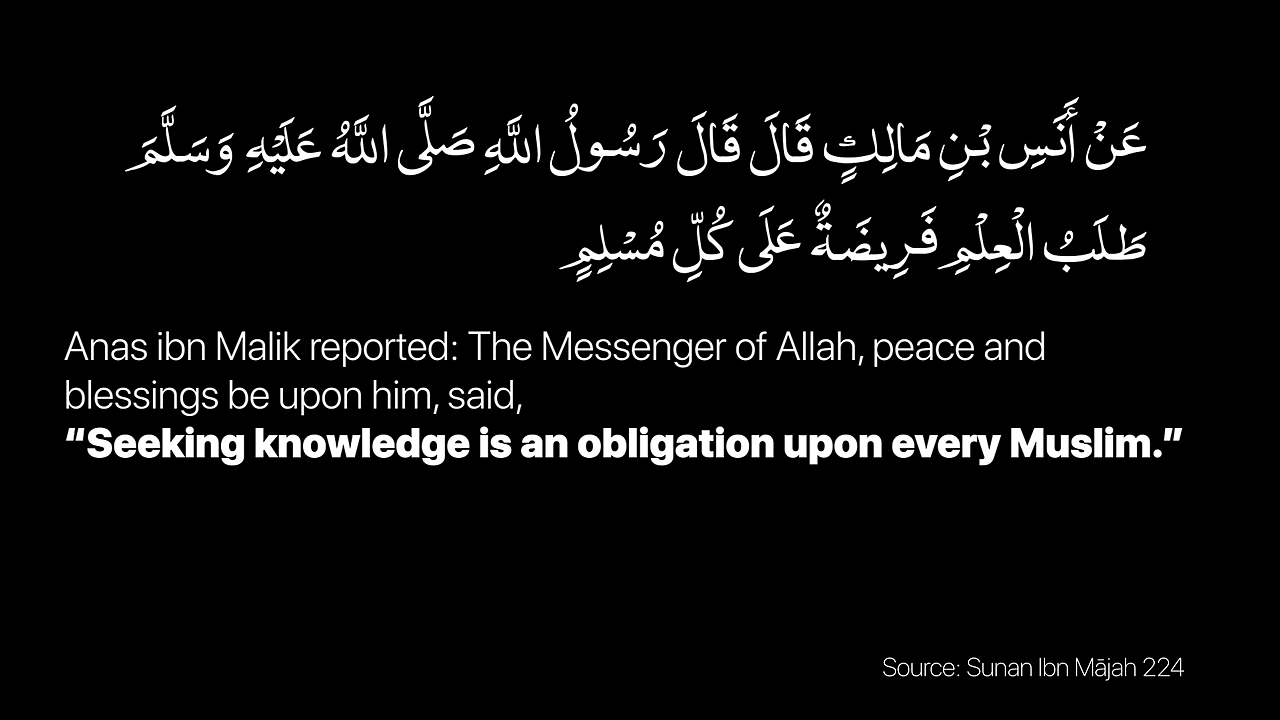 عَنْ أَنَسِ بْنِ مَالِكٍ قَالَ قَالَ رَسُولُ اللَّهِ صَلَّى اللَّهُ عَلَيْهِ وَسَلَّمَ
طَلَبُ الْعِلْمِ فَرِيضَةٌ عَلَى كُلِّ مُسْلِمٍ
Anas ibn Malik reported: The Messenger of Allah, peace and
blessings be upon him, said,
“Seeking knowledge is an obligation upon every Muslim.”
Source: Sunan Ibn Mājah 224